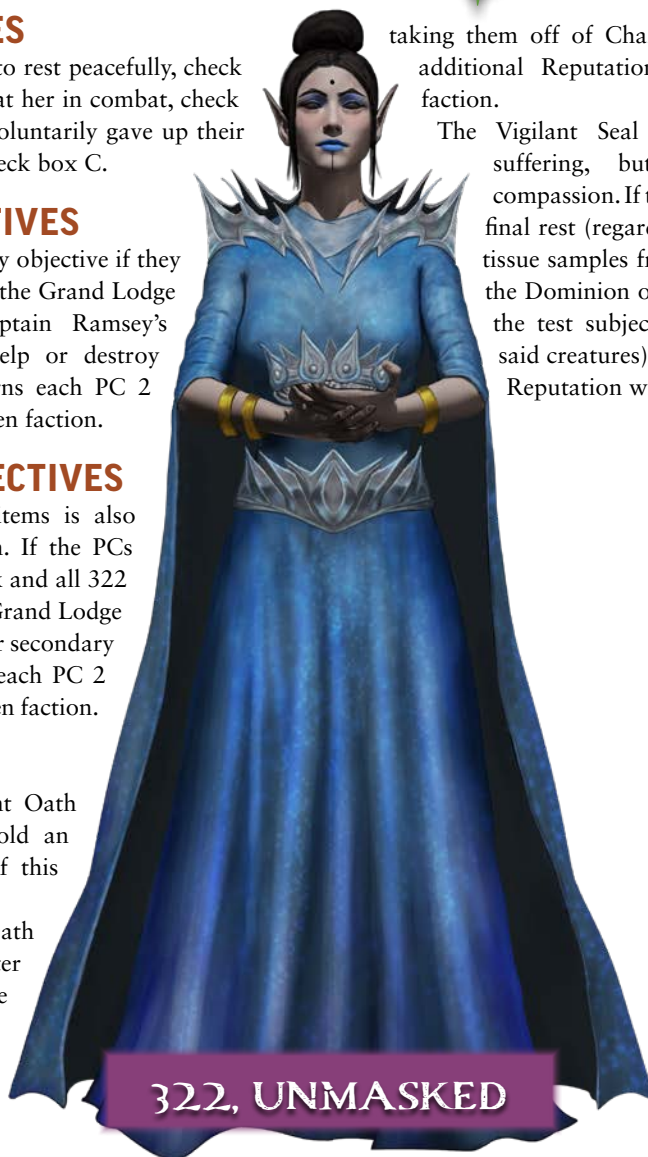 ES
to rest peacefully, check
at her in combat, check
oluntarily gave up their
eck box C.
TIVES
y objective if they
the Grand Lodge
ptain Ramsey’s
elp or destroy
rns each PC 2
en faction.
ECTIVES
tems is also
n. If the PCs
k and all 322
Grand Lodge
r secondary
each PC 2
en faction.
nt Oath
old an
f this
ath
ter
e
taking them off of Cha
additional Reputation
faction.
The Vigilant Seal
suffering, but
compassion. If t
final rest (regar
tissue samples fr
the Dominion o
the test subjec
said creatures)
Reputation w
322, UNMASKED